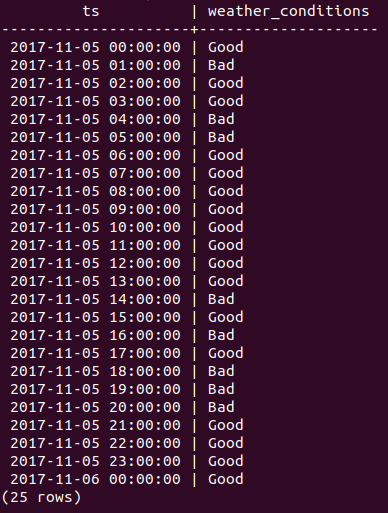 ts | weather_conditions
---------------------+--------------------
2017-11-05 00:00:00 | Good
2017-11-05 01:00:00 | Bad
2017-11-05 02:00:00 | Good
2017-11-05 03:00:00 | Good
2017-11-05 04:00:00 | Bad
2017-11-05 05:00:00 | Bad
2017-11-05 06:00:00 | Good
2017-11-05 07:00:00 | Good
2017-11-05 08:00:00 | Good
2017-11-05 09:00:00 | Good
2017-11-05 10:00:00 | Good
2017-11-05 11:00:00 | Good
2017-11-05 12:00:00 | Good
2017-11-05 13:00:00 | Good
2017-11-05 14:00:00 | Bad
2017-11-05 15:00:00 | Good
2017-11-05 16:00:00 | Bad
2017-11-05 17:00:00 | Good
2017-11-05 18:00:00 | Bad
2017-11-05 19:00:00 | Bad
2017-11-05 20:00:00 | Bad
2017-11-05 21:00:00 | Good
2017-11-05 22:00:00 | Good
2017-11-05 23:00:00 | Good
2017-11-06 00:00:00 | Good
(25 rows)